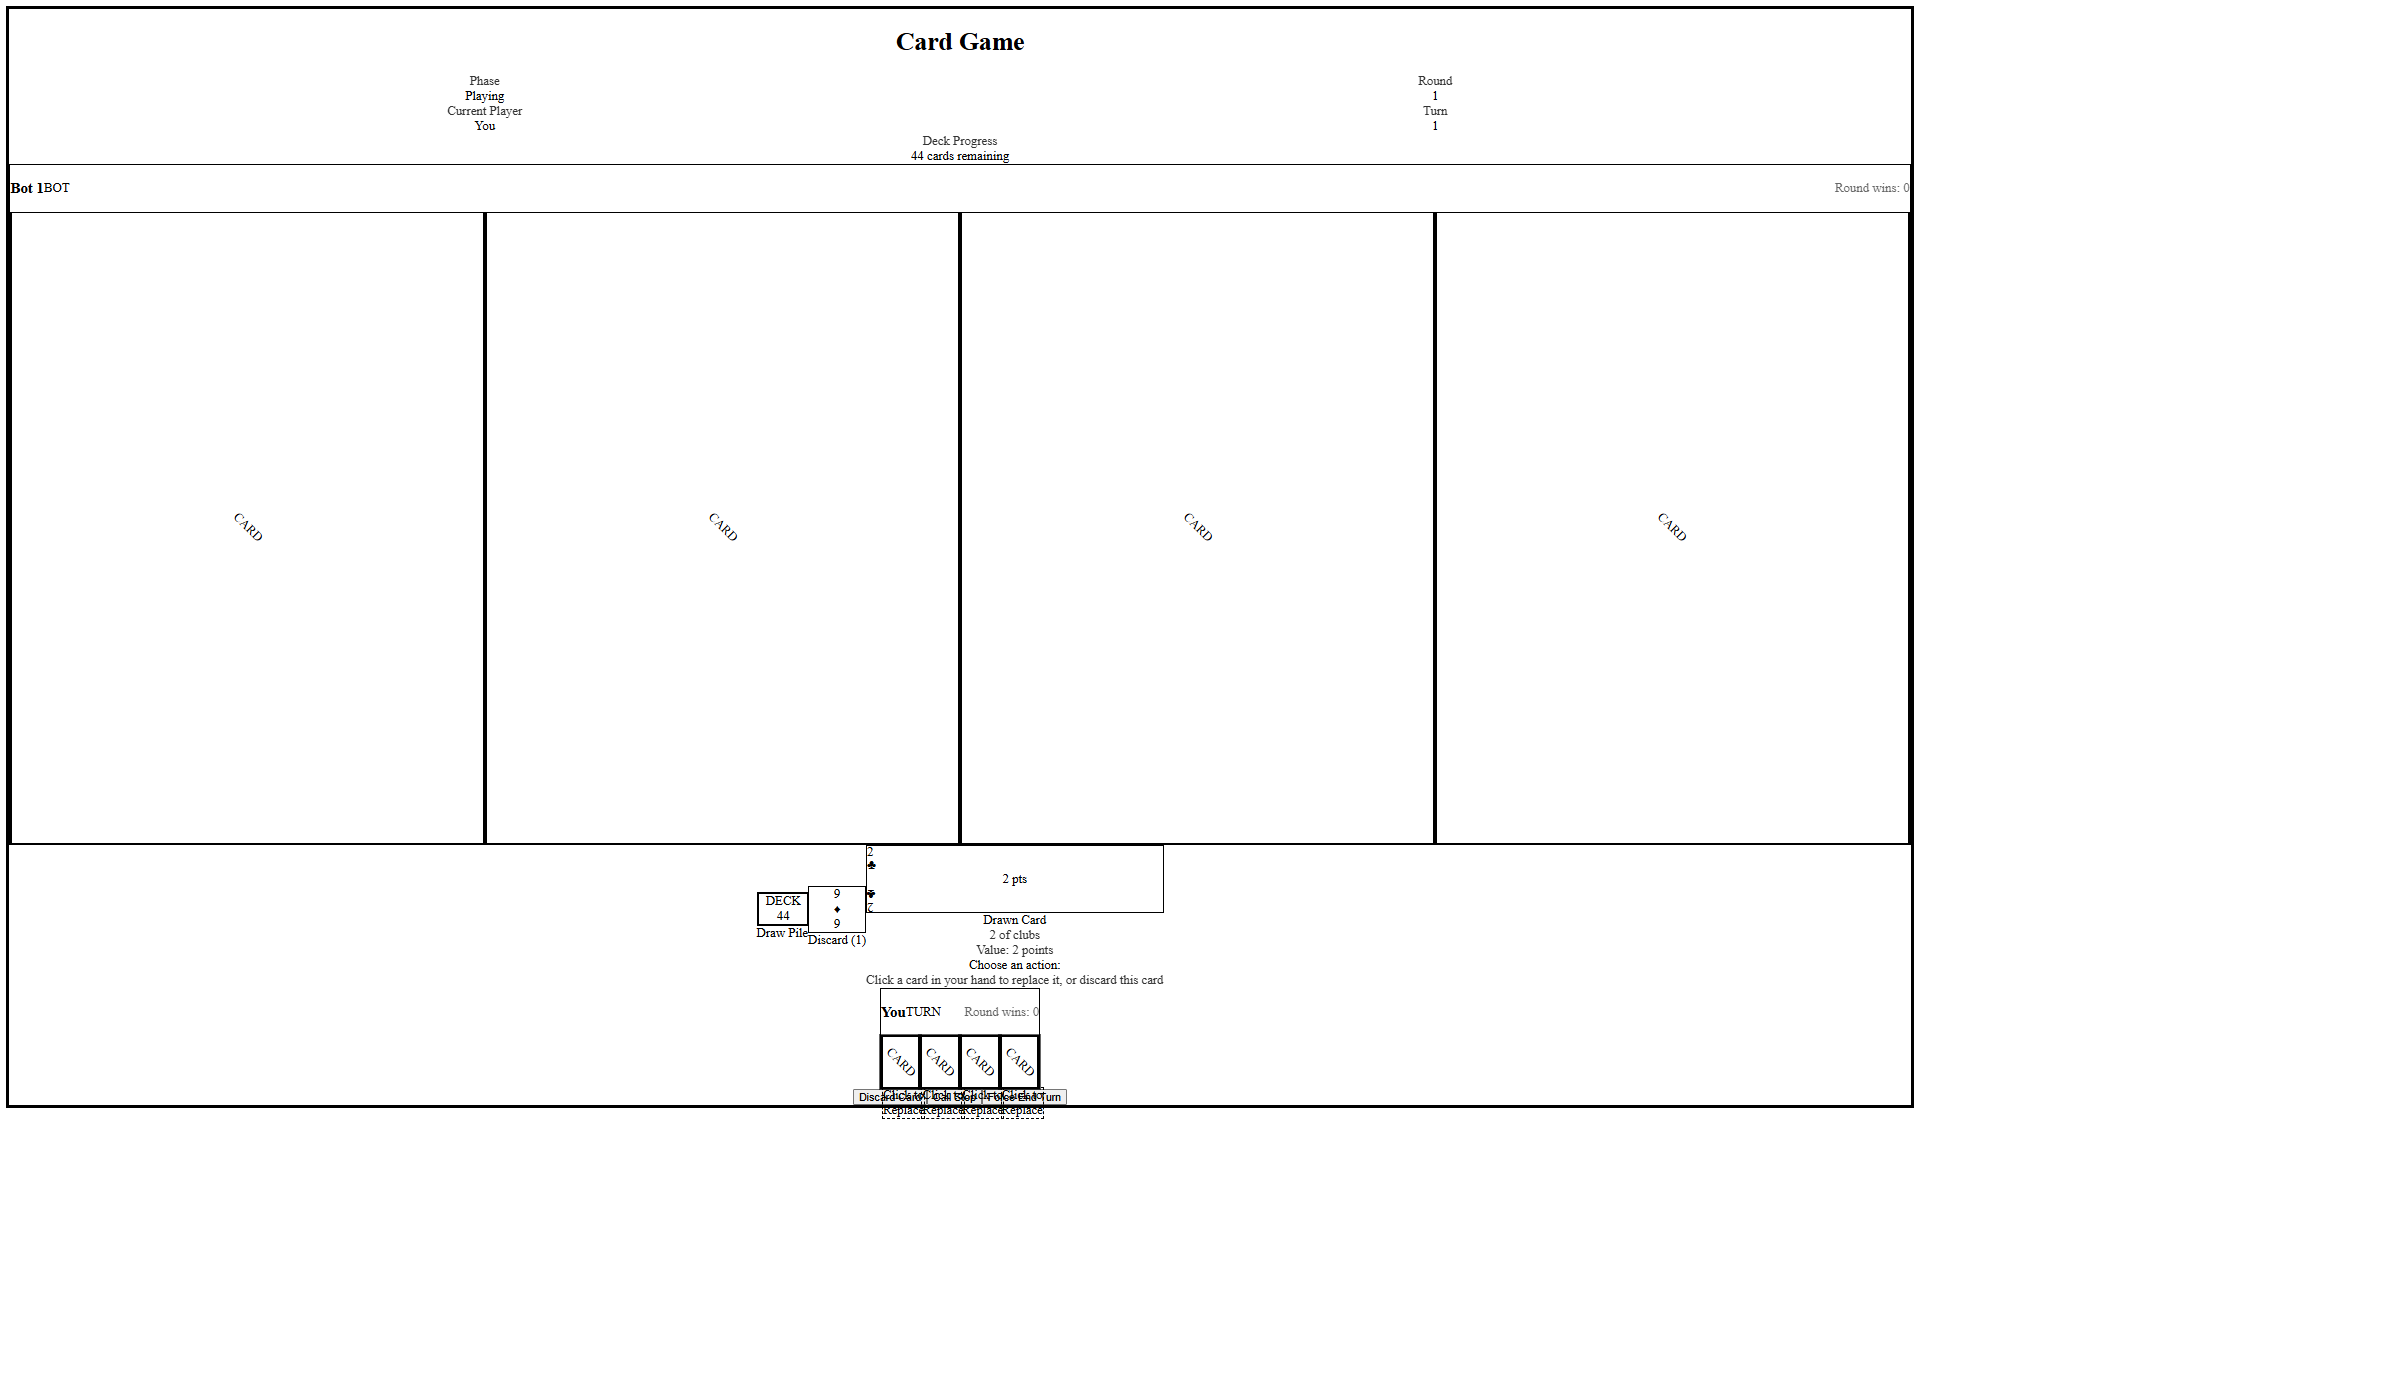 Card Game
Phase
Playing
Current Player
You
Round
1
Turn
1
Deck Progress
44 cards remaining
Bot 1BOT
Round wins: 0
CARD
CARD
CARD
CARD
DECK
44
Draw Pile
9
♦
9
Discard (1)
2
♣
2 pts
♣
2
Drawn Card
2 of clubs
Value: 2 points
Choose an action:
Click a card in your hand to replace it, or discard this card
YouTURN
Round wins: 0
CARD
CARD
CARD
CARD
Click to
Replace
Click to
Replace
Click to
Replace
Click to
Replace
Discard Card
Call Stop
Force End Turn